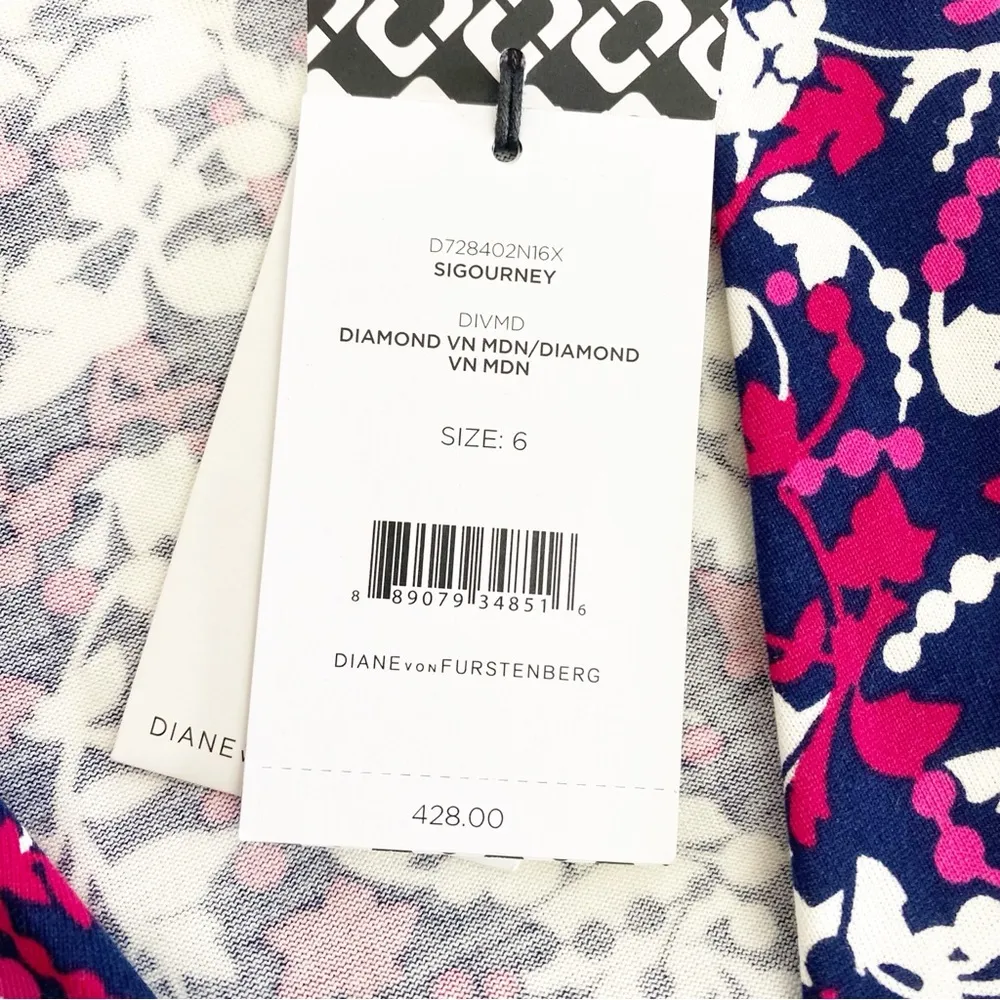 D728402N16X
SIGOURNEY
DIVMD
DIAMOND VN MDN/DIAMOND
VN MDN
SIZE: 6
8 89079 34851 6
DIANE VON FURSTENBERG
DIANE
428.00